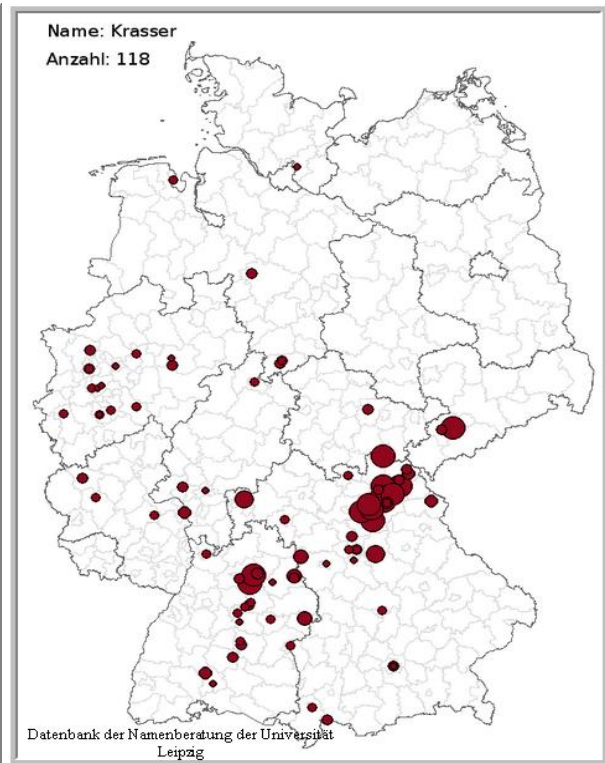 Name: Krasser
Anzahl: 118
Datenbank der Namenberatung der Universität
Leipzig